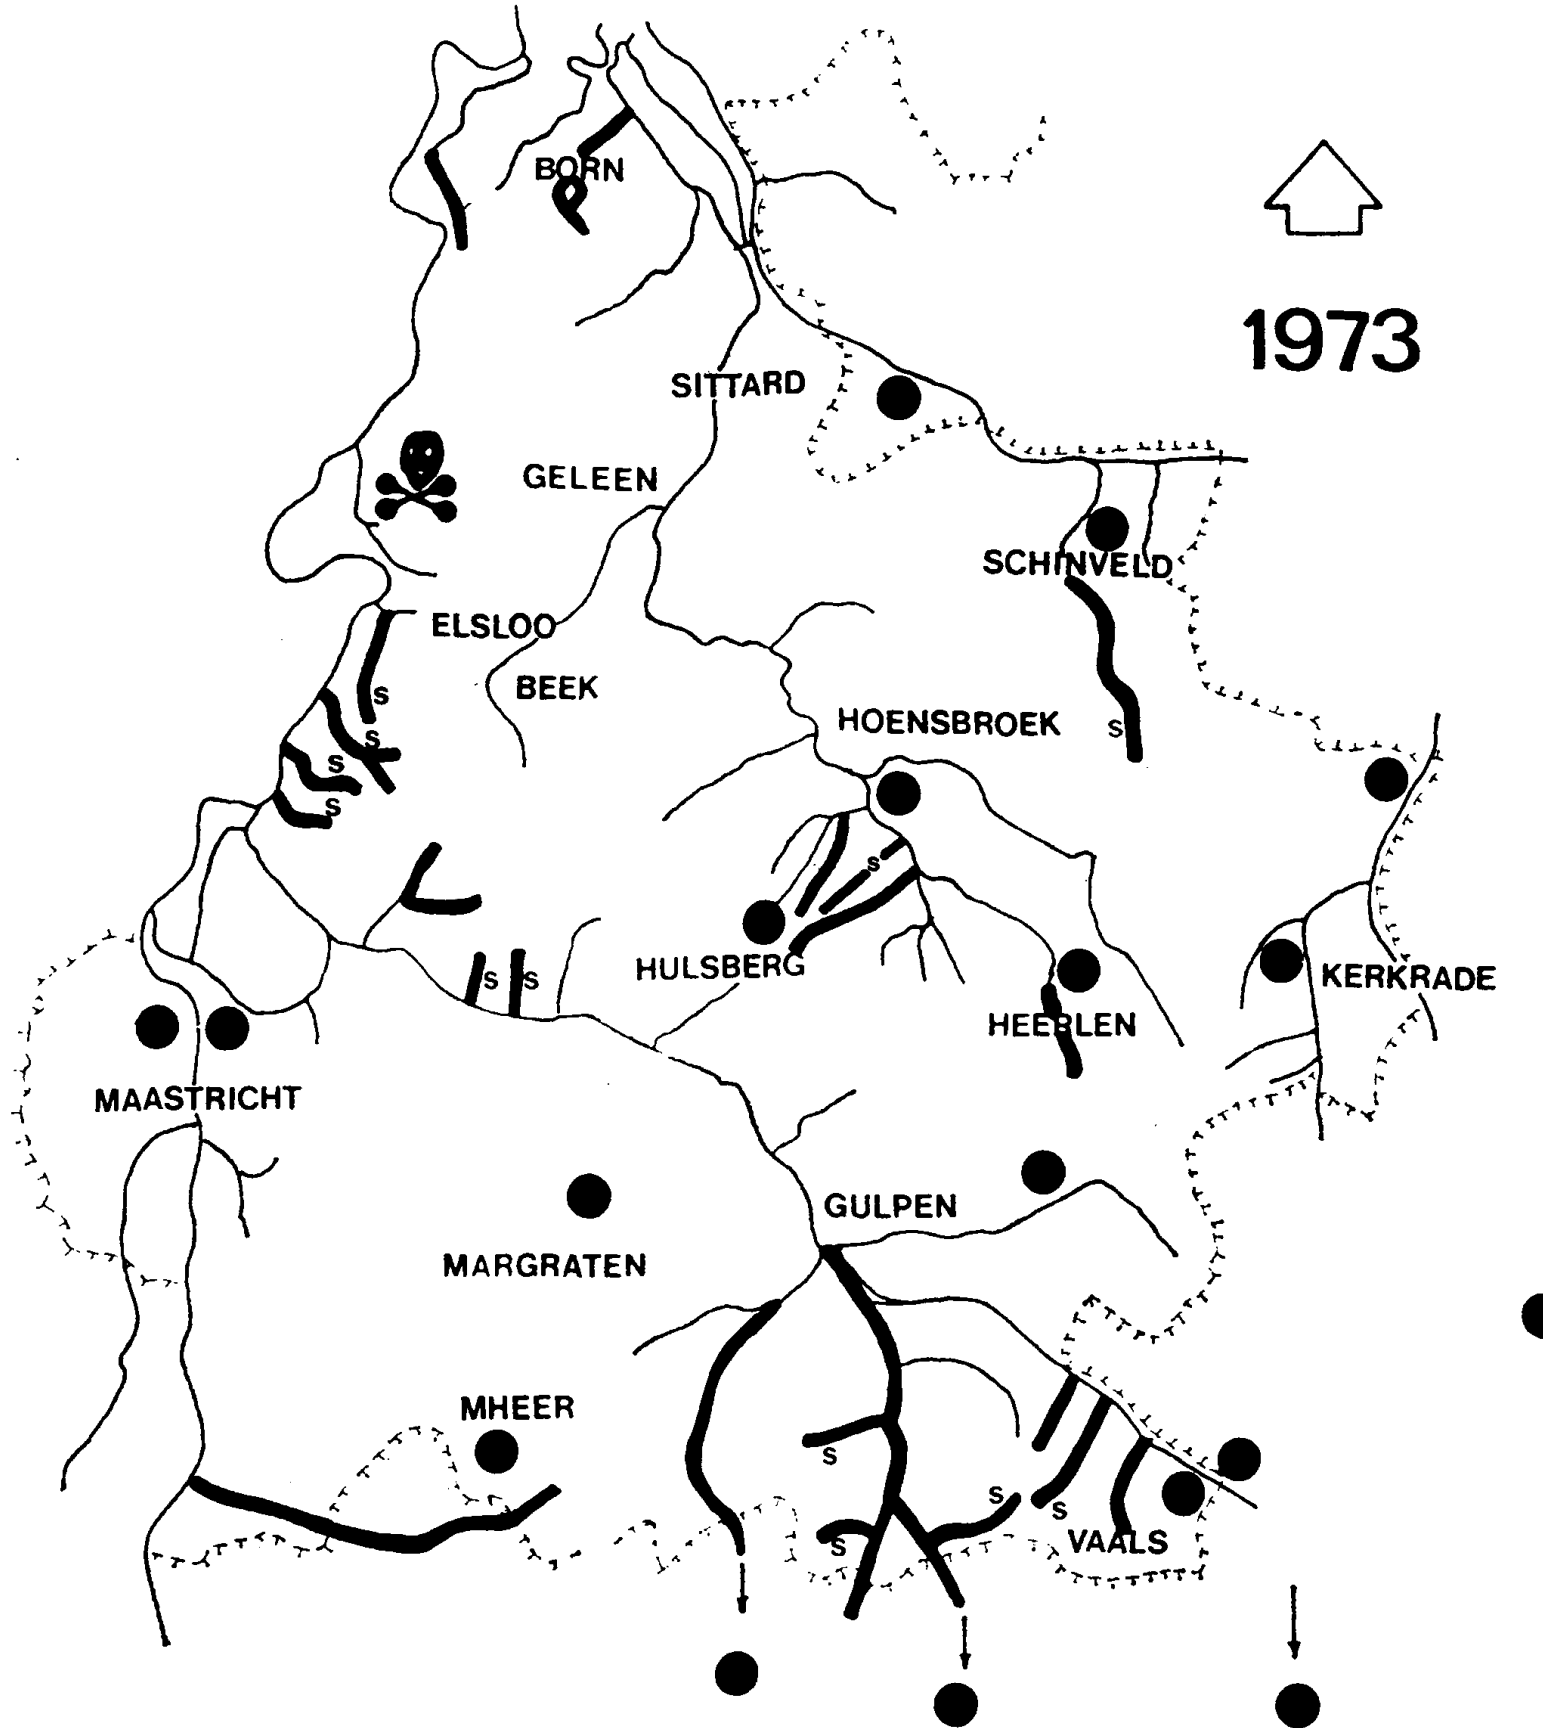 BORN
1973
SITTARD
GELEEN
SCHINVELD
ELSLOO
BEEK
S
HOENSBROEK
S
S
S
S
S
HULSBERG
S
S
KERKRADE
HEERLEN
MAASTRICHT
GULPEN
MARGRATEN
MHEER
S
S
S
VAALS
S